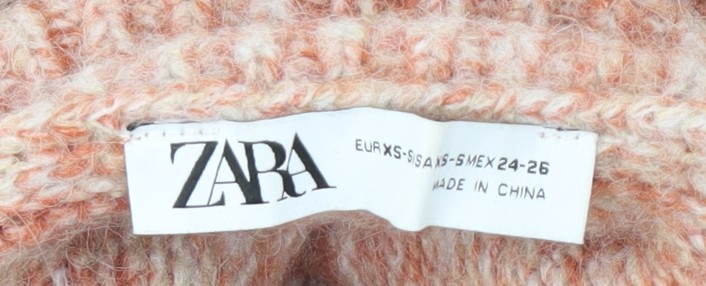 ZARA
EUR XS-S USA XS-S MEX 24-26
MADE IN CHINA